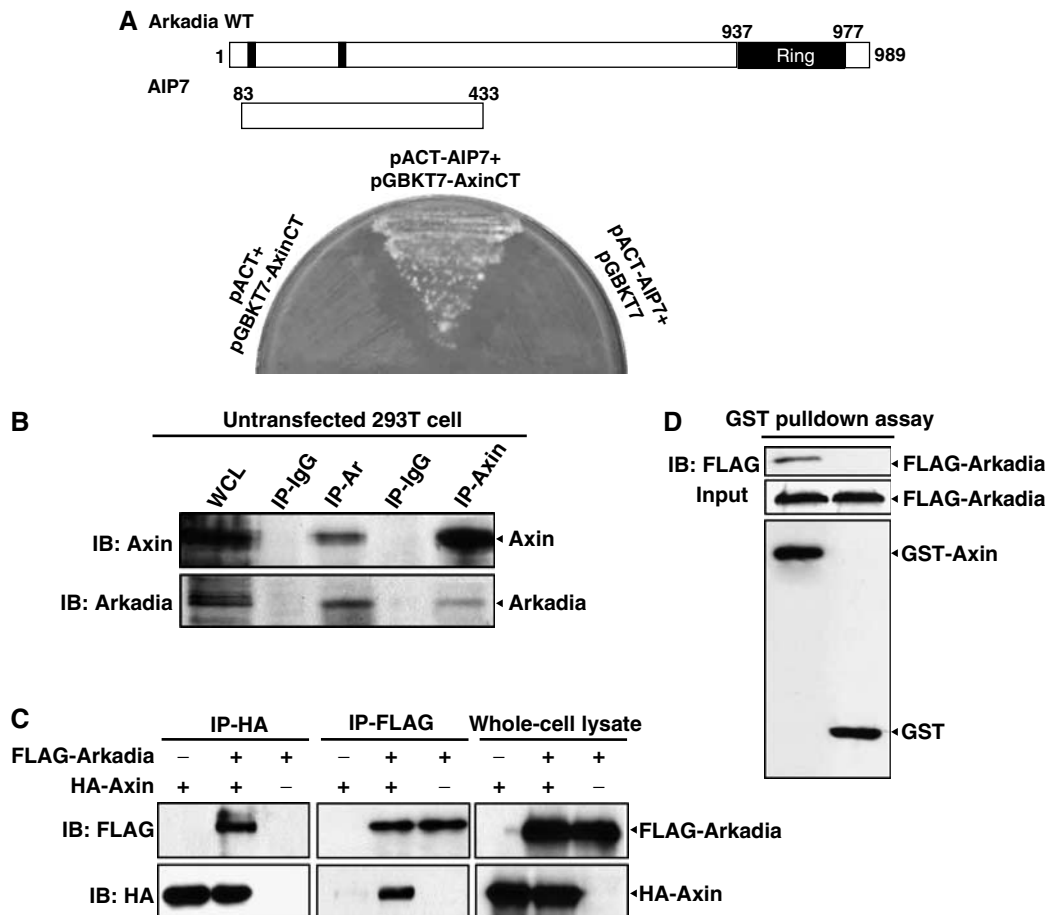 A
Arkadia WT
937 977
1 Ring 989
AIP7
83 433
pACT-AIP7+
pGBKT7-AxinCT
pACT+
pGBKT7-AxinCT
pACT-AIP7+
pGBKT7
B
Untransfected 293T cell
WCL IP-IgG IP-Ar IP-IgG IP-Axin
IB: Axin Axin
IB: Arkadia Arkadia
D
GST pulldown assay
IB: FLAG FLAG-Arkadia
Input FLAG-Arkadia
GST-Axin
GST
C
IP-HA IP-FLAG Whole-cell lysate
FLAG-Arkadia – + + – + + – + +
HA-Axin + + – + + – + + –
IB: FLAG FLAG-Arkadia
IB: HA HA-Axin